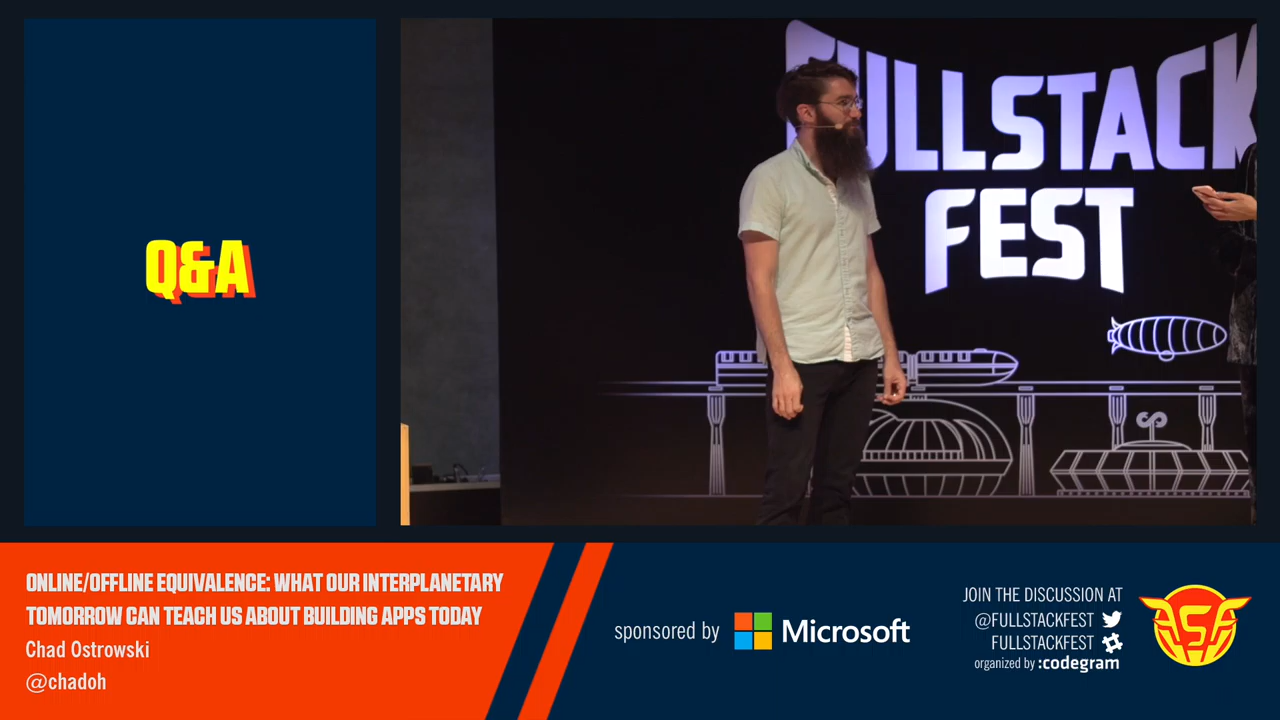 Q&A
FULLSTACK
FEST
ONLINE/OFFLINE EQUIVALENCE: WHAT OUR INTERPLANETARY
TOMORROW CAN TEACH US ABOUT BUILDING APPS TODAY
Chad Ostrowski
@chadoh
sponsored by Microsoft
JOIN THE DISCUSSION AT
@FULLSTACKFEST
FULLSTACKFEST
organized by :codegram
FSF